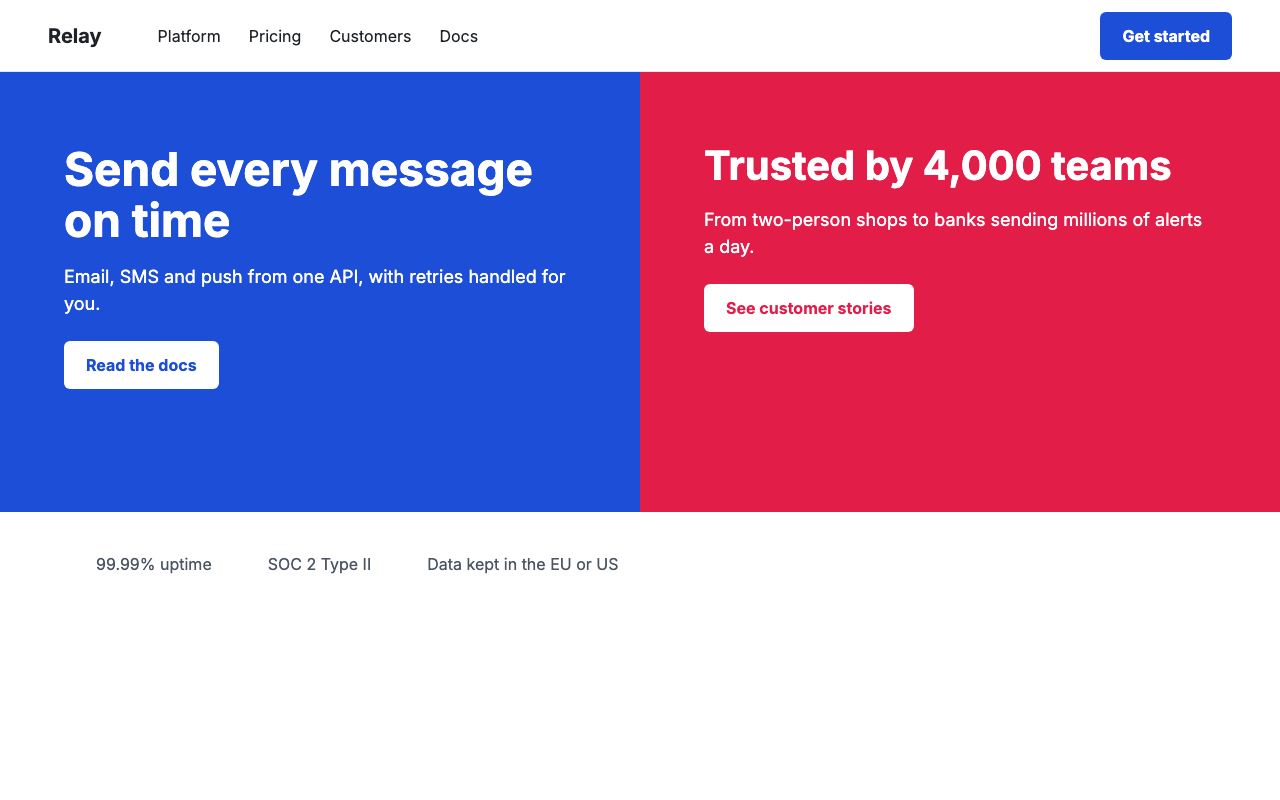 Relay
Platform
Pricing
Customers
Docs
Get started
Send every message
on time
Email, SMS and push from one API, with retries handled for
you.
Read the docs
Trusted by 4,000 teams
From two-person shops to banks sending millions of alerts
a day.
See customer stories
99.99% uptime
SOC 2 Type II
Data kept in the EU or US